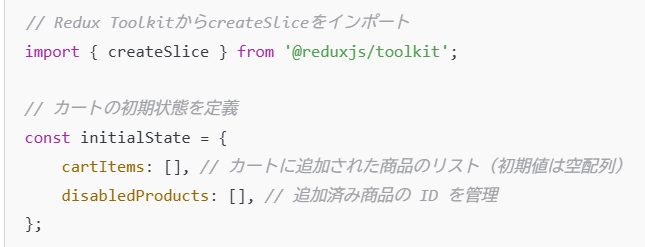 // Redux ToolkitからcreateSliceをインポート
import { createSlice } from '@reduxjs/toolkit';
// カートの初期状態を定義
const initialState = {
cartItems: [], // カートに追加された商品のリスト（初期値は空配列）
disabledProducts: [], // 追加済み商品の ID を管理
};